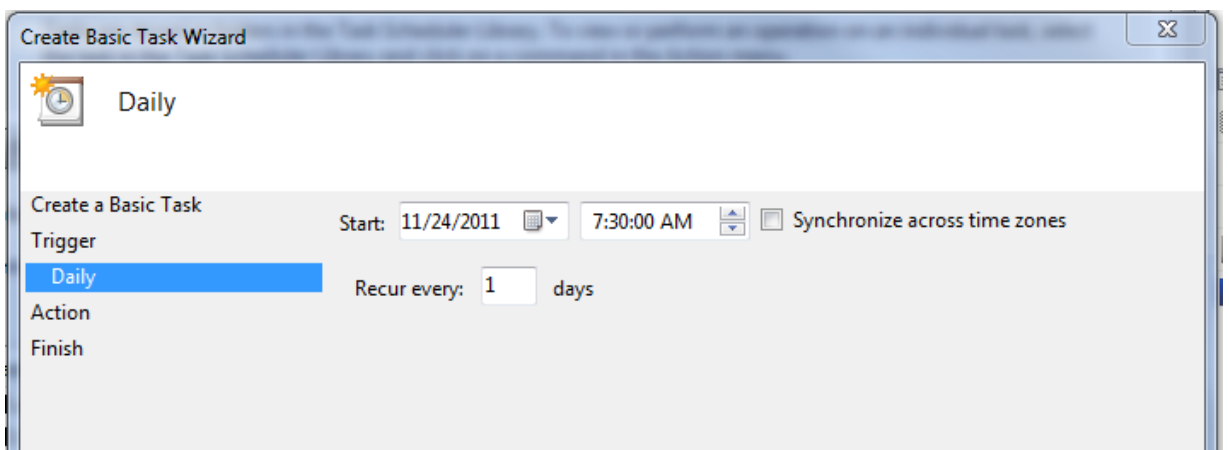 Create Basic Task Wizard
Daily
Create a Basic Task
Trigger
Daily
Action
Finish
Start: 11/24/2011 7:30:00 AM Synchronize across time zones
Recur every: 1 days